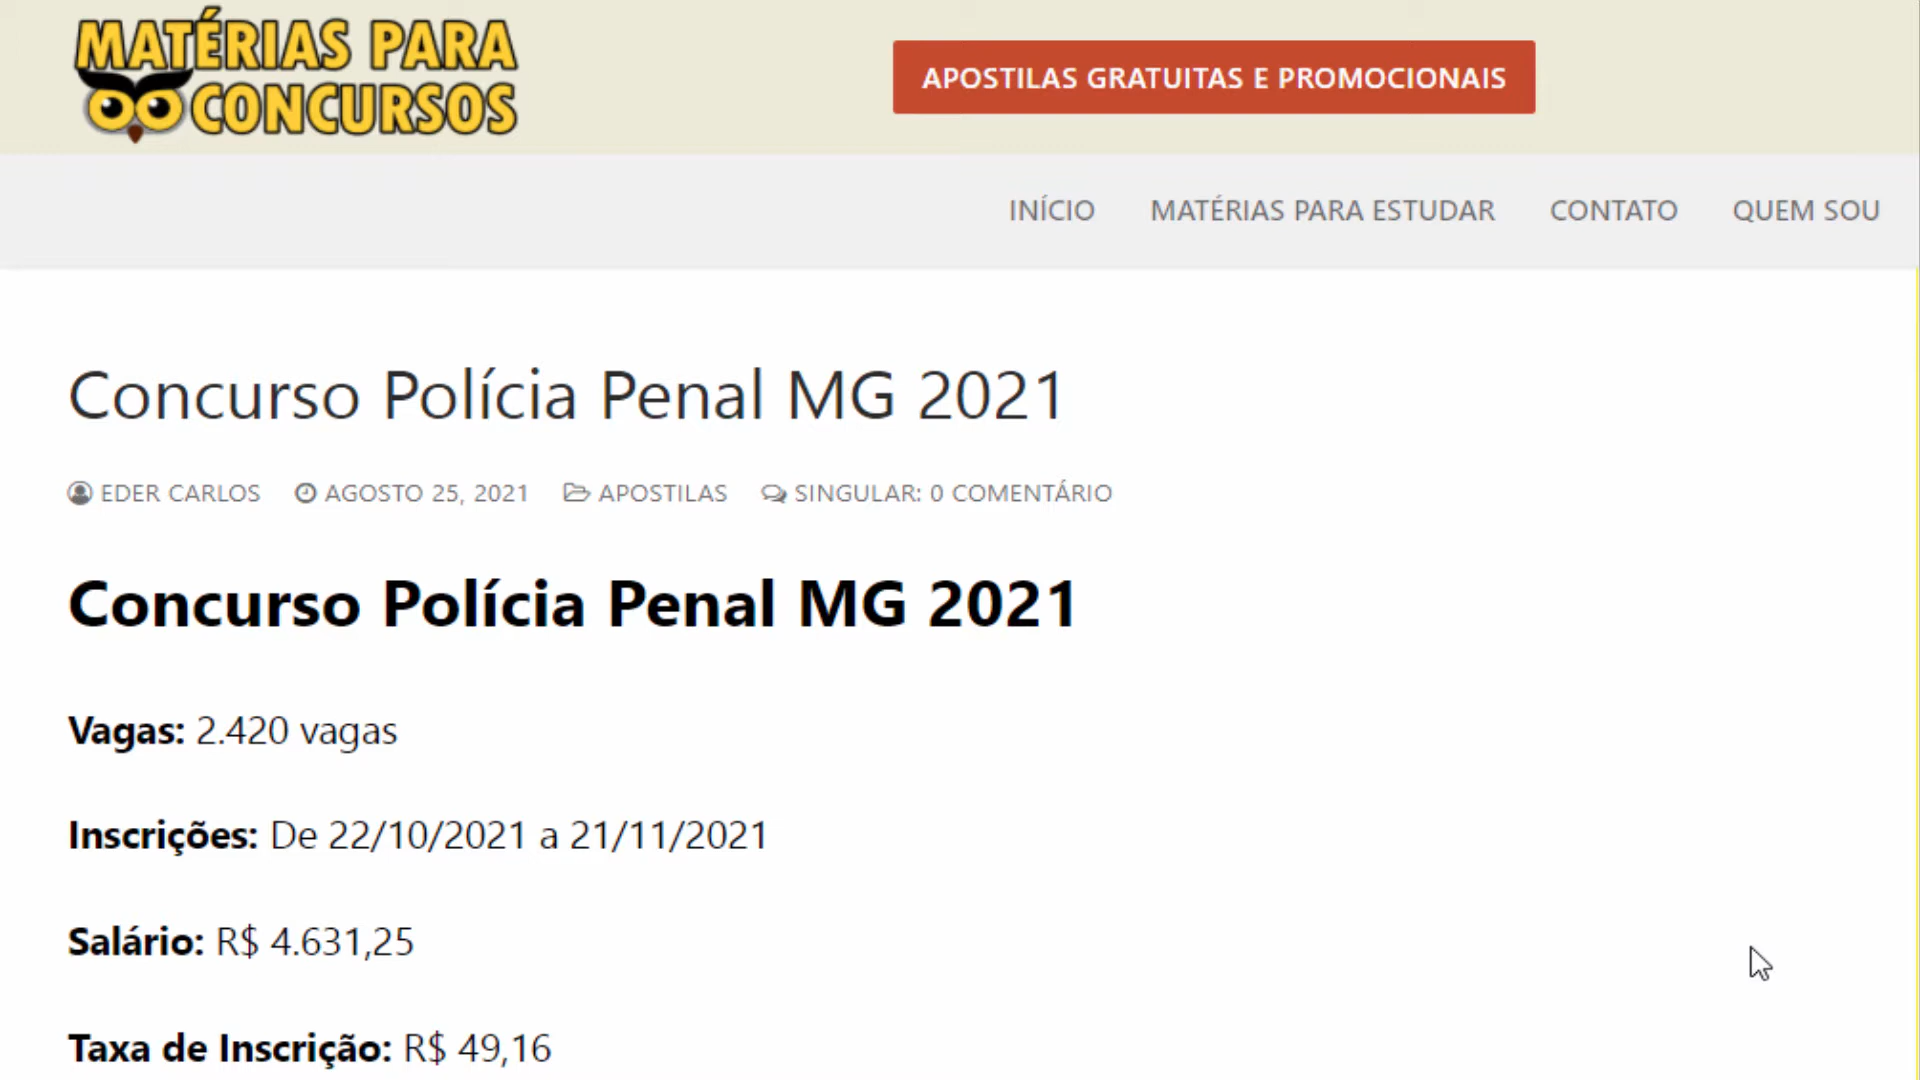 MATÉRIAS PARA
CONCURSOS
APOSTILAS GRATUITAS E PROMOCIONAIS
INÍCIO MATÉRIAS PARA ESTUDAR CONTATO QUEM SOU
Concurso Polícia Penal MG 2021
EDER CARLOS AGOSTO 25, 2021 APOSTILAS SINGULAR: 0 COMENTÁRIO
Concurso Polícia Penal MG 2021
Vagas: 2.420 vagas
Inscrições: De 22/10/2021 a 21/11/2021
Salário: R$ 4.631,25
Taxa de Inscrição: R$ 49,16